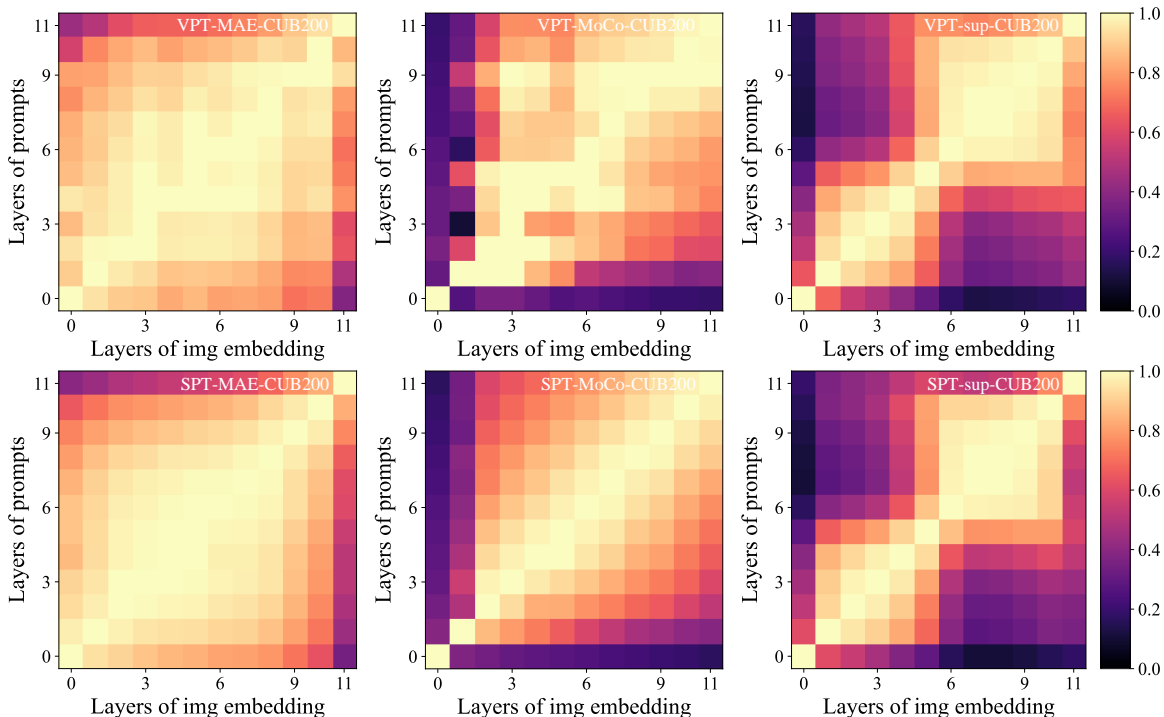 VPT-MAE-CUB200
VPT-MoCo-CUB200
VPT-sup-CUB200
11
9
6
3
0
Layers of prompts
0 3 6 9 11
Layers of img embedding
11
9
6
3
0
Layers of prompts
0 3 6 9 11
Layers of img embedding
11
9
6
3
0
Layers of prompts
0 3 6 9 11
Layers of img embedding
1.0
0.8
0.6
0.4
0.2
0.0
SPT-MAE-CUB200
SPT-MoCo-CUB200
SPT-sup-CUB200
11
9
6
3
0
Layers of prompts
0 3 6 9 11
Layers of img embedding
11
9
6
3
0
Layers of prompts
0 3 6 9 11
Layers of img embedding
11
9
6
3
0
Layers of prompts
0 3 6 9 11
Layers of img embedding
1.0
0.8
0.6
0.4
0.2
0.0